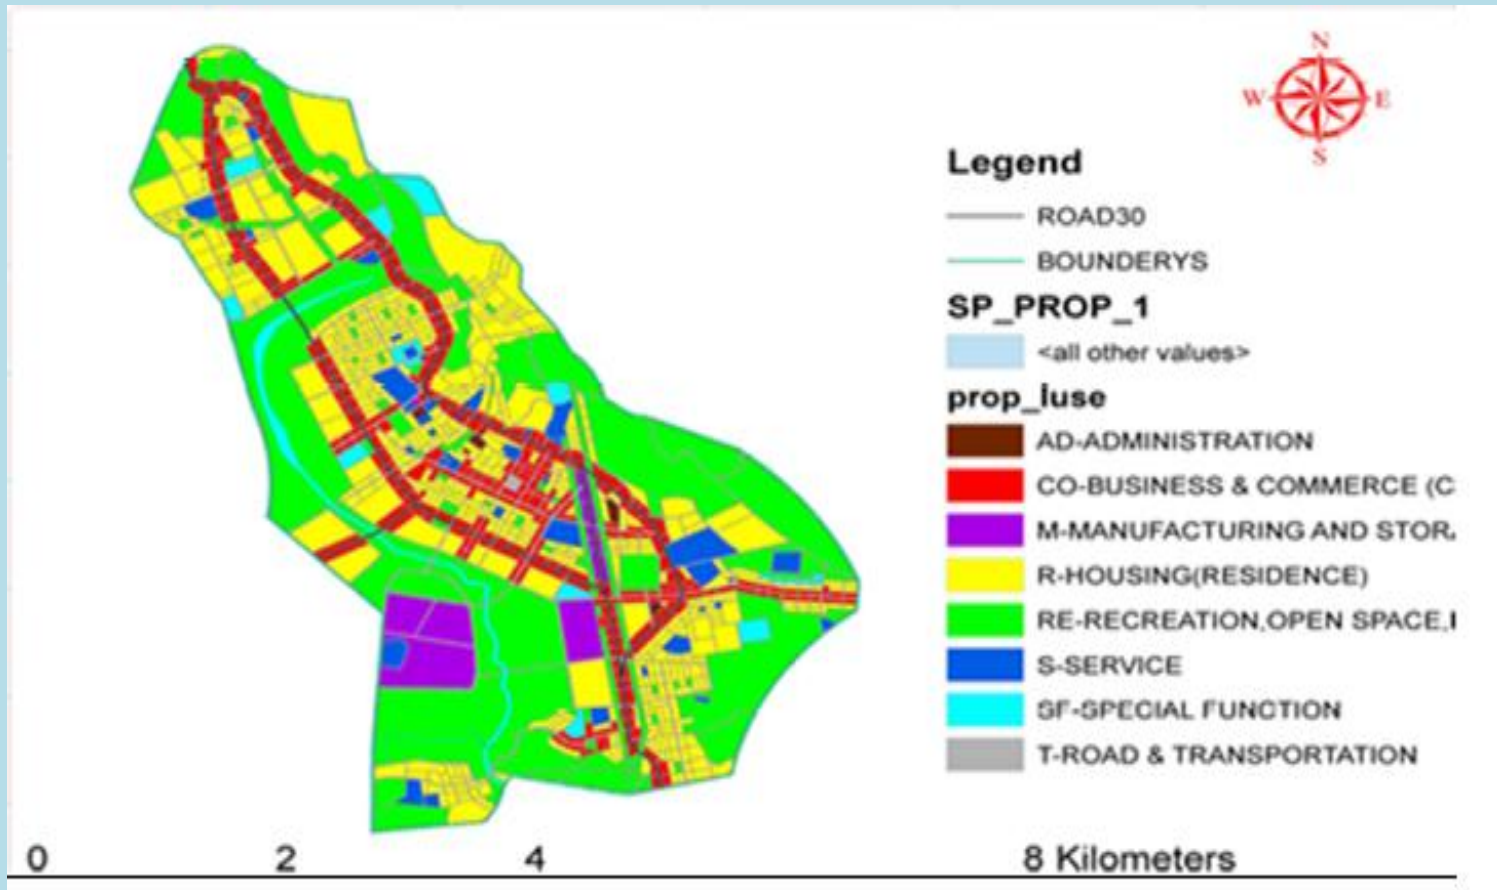 N
W E
S
Legend
ROAD30
BOUNDERYS
SP_PROP_1
<all other values>
prop_luse
AD-ADMINISTRATION
CO-BUSINESS & COMMERCE (C
M-MANUFACTURING AND STOR
R-HOUSING(RESIDENCE)
RE-RECREATION,OPEN SPACE,
S-SERVICE
SF-SPECIAL FUNCTION
T-ROAD & TRANSPORTATION
0 2 4 8 Kilometers